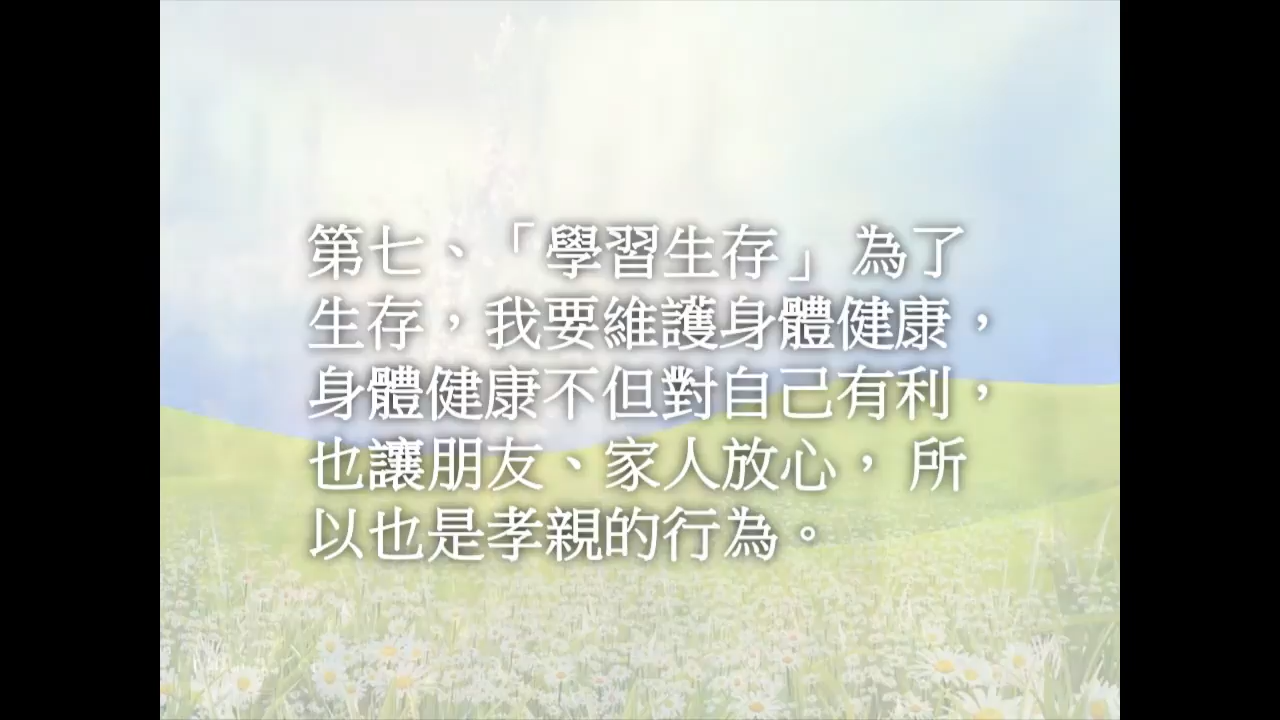 第七、「學習生存」 為了
生存，我要維護身體健康，
身體健康不但對自己有利，
也讓朋友、家人放心， 所
以也是孝親的行為。